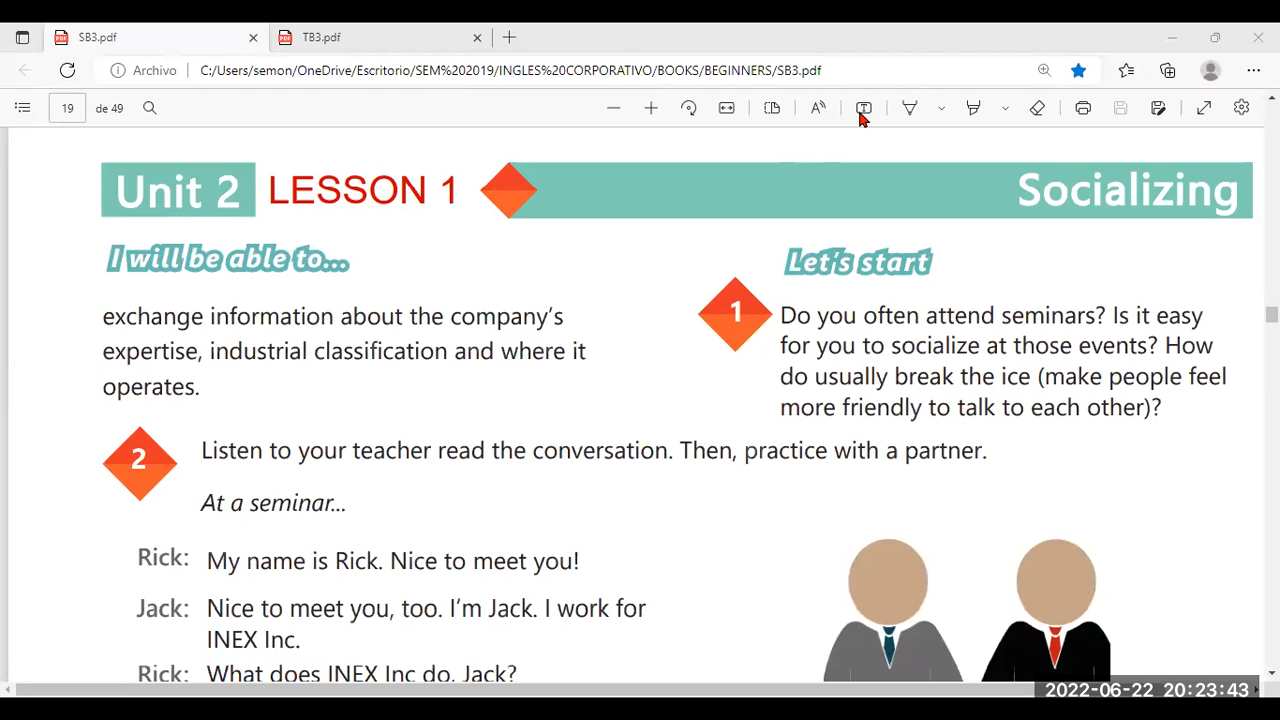 SB3.pdf
TB3.pdf
Archivo C:/Users/semon/OneDrive/Escritorio/SEM%202019/INGLES%20CORPORATIVO/BOOKS/BEGINNERS/SB3.pdf
19 de 49
Unit 2 LESSON 1 Socializing
I will be able to...
exchange information about the company's
expertise, industrial classification and where it
operates.
Let's start
1 Do you often attend seminars? Is it easy
for you to socialize at those events? How
do usually break the ice (make people feel
more friendly to talk to each other)?
2 Listen to your teacher read the conversation. Then, practice with a partner.
At a seminar...
Rick: My name is Rick. Nice to meet you!
Jack: Nice to meet you, too. I'm Jack. I work for
INEX Inc.
Rick: What does INEX Inc do, Jack?
2022-06-22 20:23:43